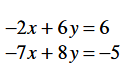 −2x + 6y = 6
−7x + 8y = −5